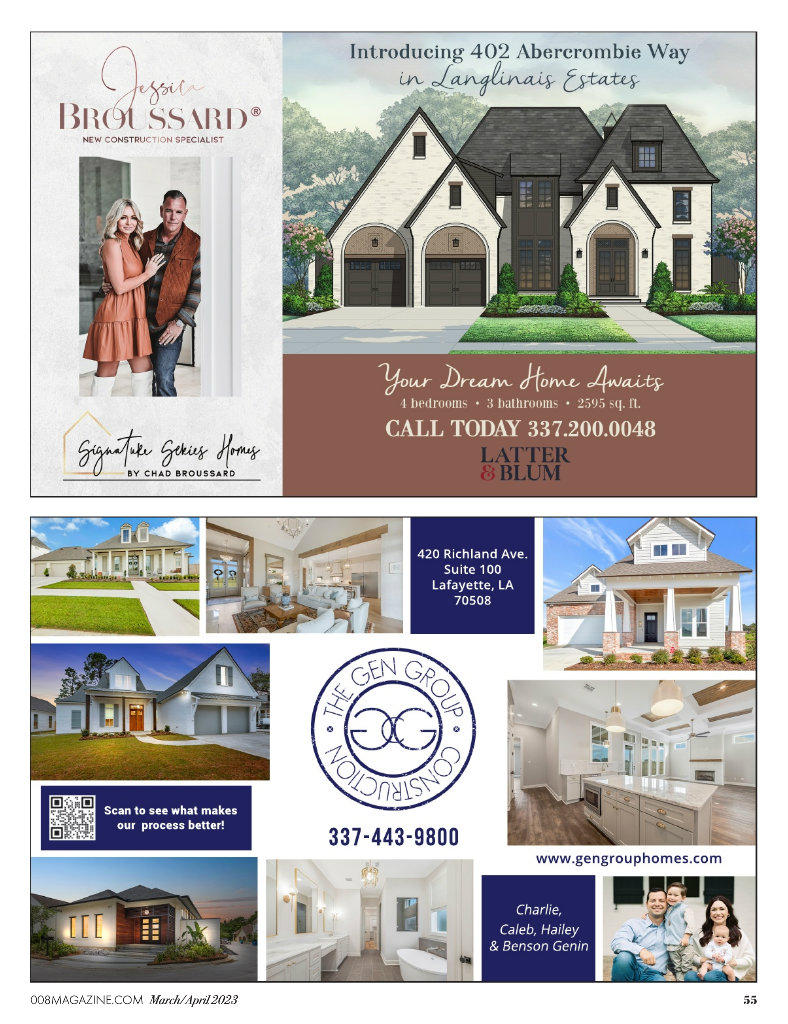 Jessica
BROUSSARD®
NEW CONSTRUCTION SPECIALIST
Signature Series Homes
BY CHAD BROUSSARD
Introducing 402 Abercrombie Way
in Langlinais Estates
Your Dream Home Awaits
4 bedrooms • 3 bathrooms • 2595 sq. ft.
CALL TODAY 337.200.0048
LATTER
& BLUM
420 Richland Ave.
Suite 100
Lafayette, LA
70508
• THE GEN GROUP •
CONSTRUCTION
GG
337-443-9800
Scan to see what makes
our process better!
www.gengrouphomes.com
Charlie,
Caleb, Hailey
& Benson Genin
008MAGAZINE.COM March/April 2023
55